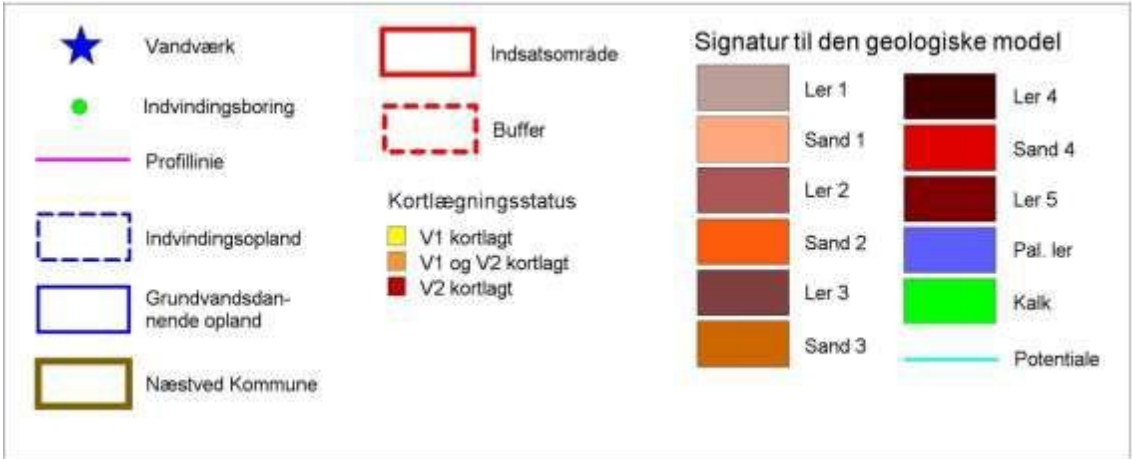 Vandværk
Indvindingsboring
Profillinie
Indvindingsopland
Grundvandsdan-
nende opland
Næstved Kommune
Indsatsområde
Buffer
Kortlægningsstatus
V1 kortlagt
V1 og V2 kortlagt
V2 kortlagt
Signatur til den geologiske model
Ler 1
Sand 1
Ler 2
Sand 2
Ler 3
Sand 3
Ler 4
Sand 4
Ler 5
Pal. ler
Kalk
Potentiale